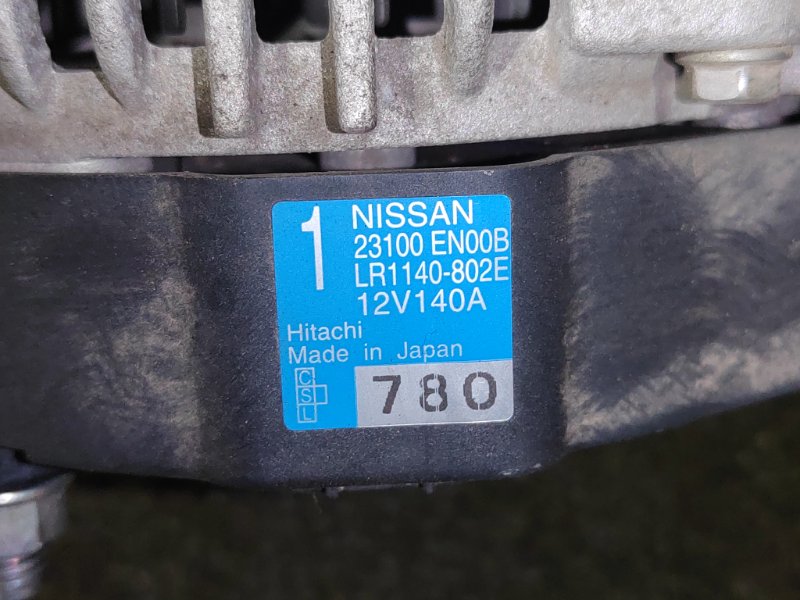 1
NISSAN
23100 EN00B
LR1140-802E
12V140A
Hitachi
Made in Japan
C
S
L
780